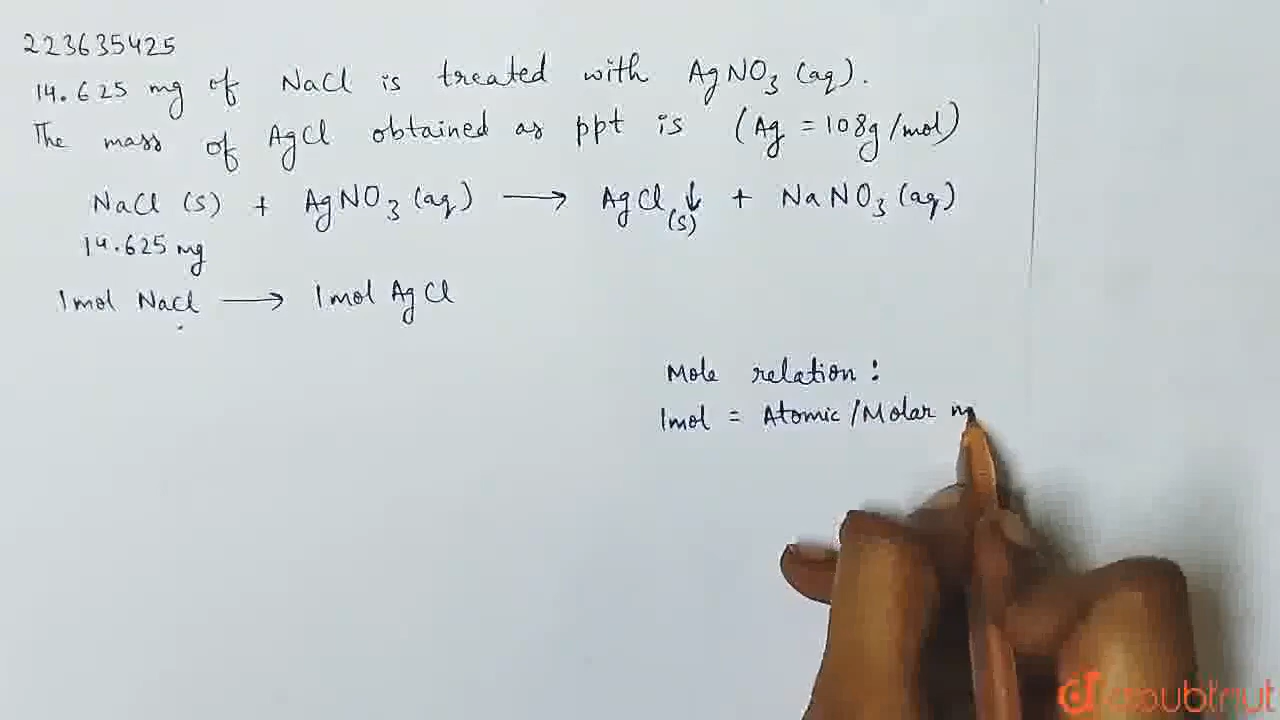 223635425
14.625 mg of NaCl is treated with AgNO3 (aq).
The mass of AgCl obtained as ppt is (Ag = 108g/mol)
NaCl (s) + AgNO3 (aq) → AgCl(s)↓ + NaNO3 (aq)
14.625 mg
1mol NaCl → 1mol AgCl
Mole relation :
1mol = Atomic/Molar m
doubtnut